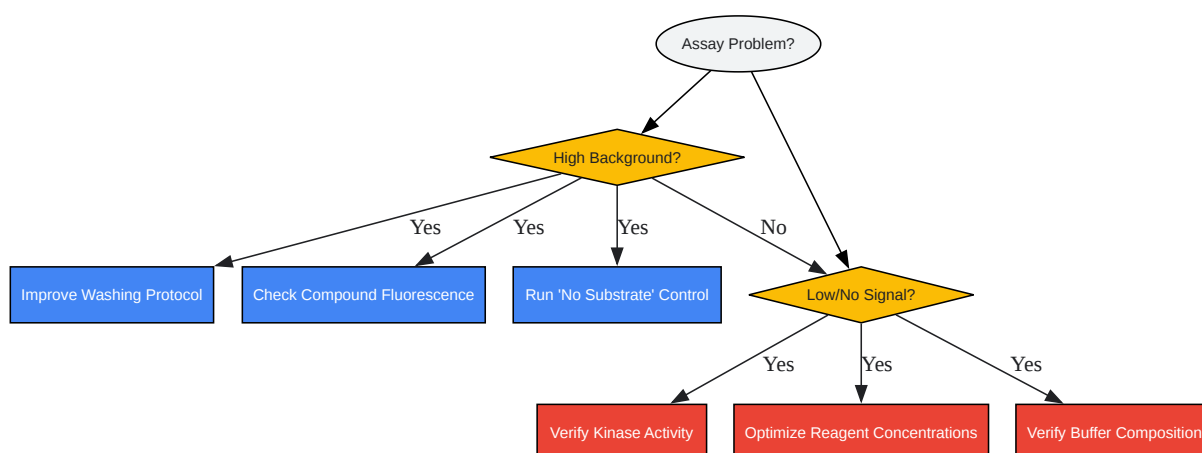 Assay Problem?
High Background?
Yes
Yes
Yes
No
Improve Washing Protocol
Check Compound Fluorescence
Run 'No Substrate' Control
Low/No Signal?
Yes
Yes
Yes
Verify Kinase Activity
Optimize Reagent Concentrations
Verify Buffer Composition